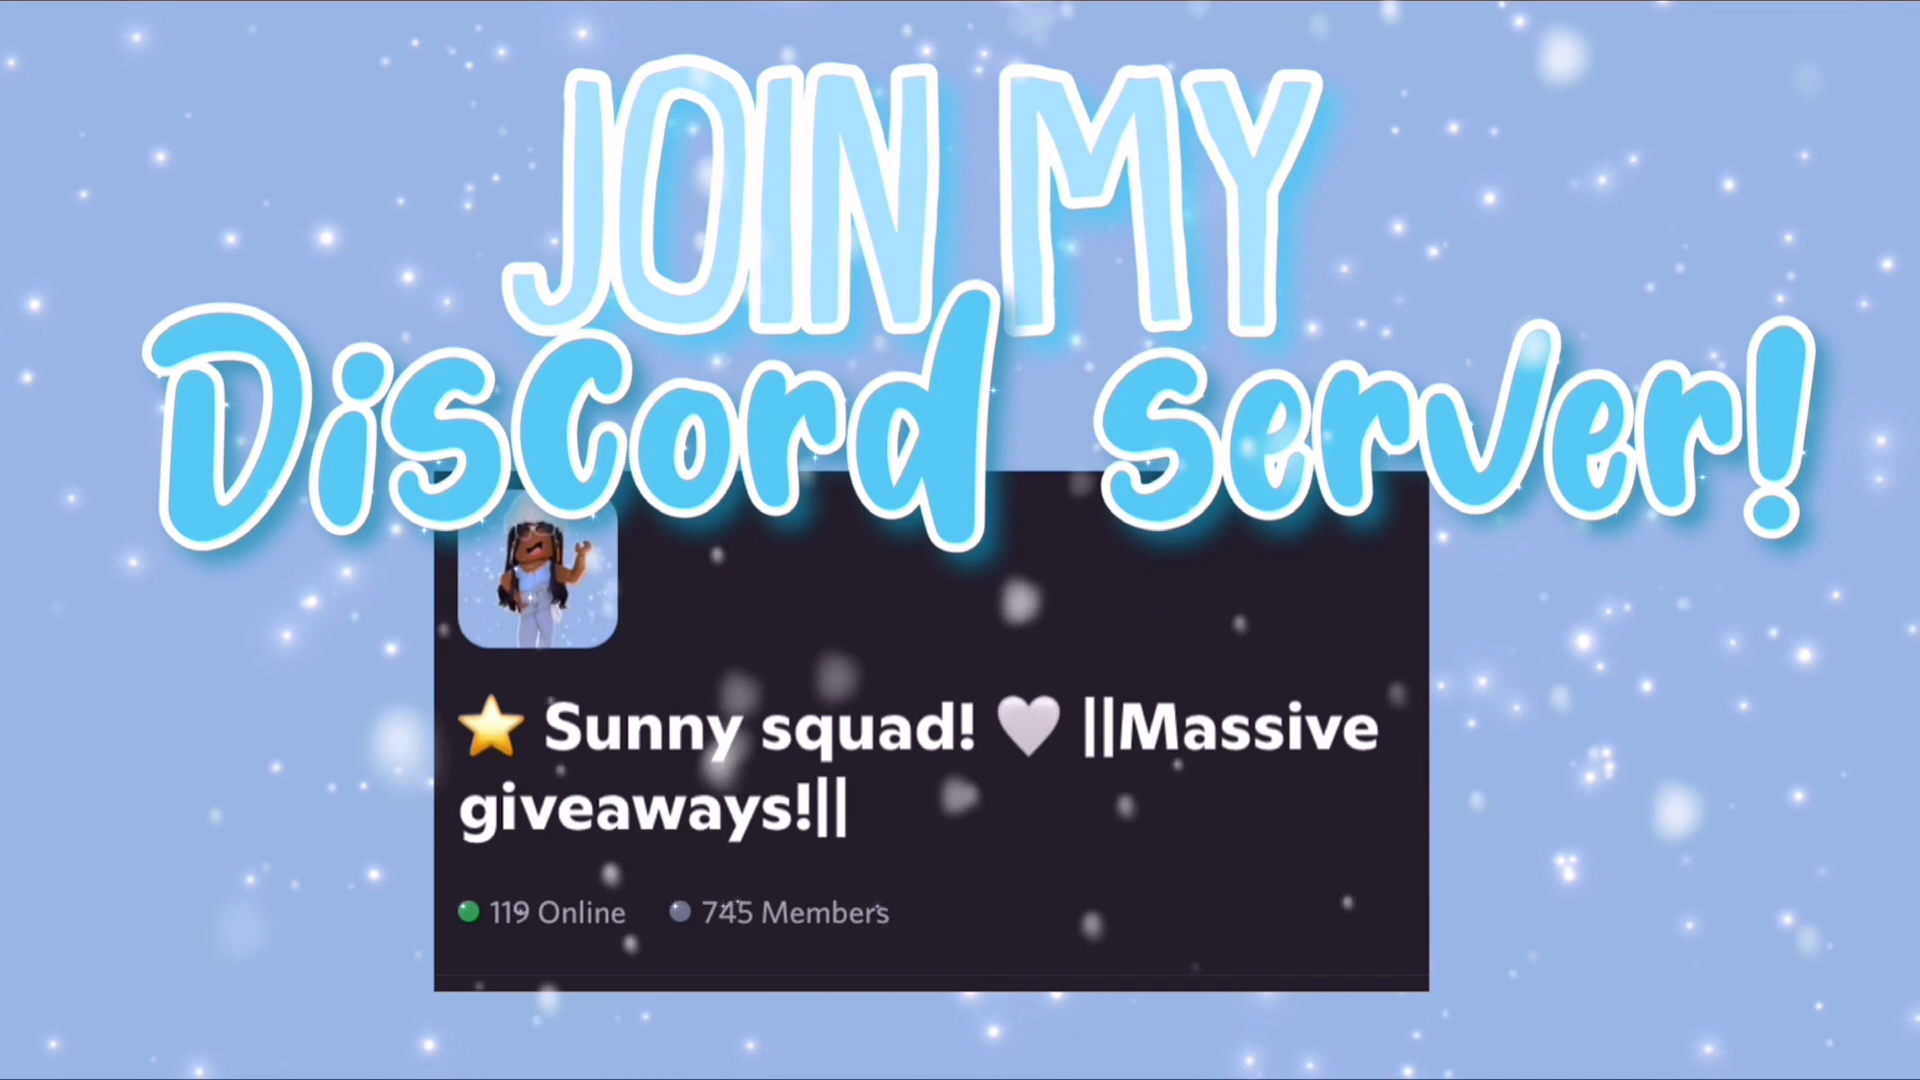 JOIN MY
Discord server!
⭐ Sunny squad! 🤍 ||Massive
giveaways!||
119 Online 745 Members